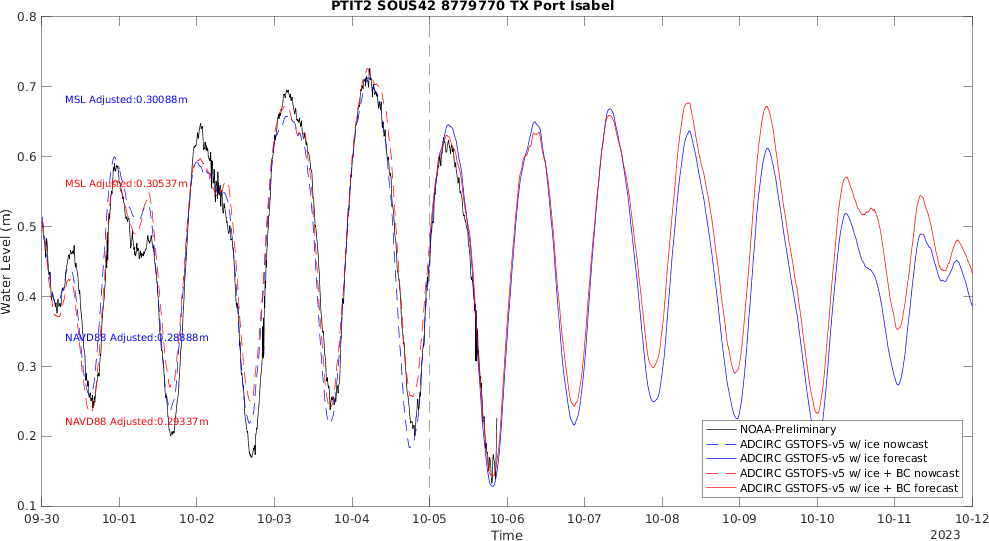 PTIT2 SOUS42 8779770 TX Port Isabel
0.8
0.7
0.6
0.5
0.4
0.3
0.2
0.1
Water Level (m)
MSL Adjusted:0.30088m
MSL Adjusted:0.30537m
NAVD88 Adjusted:0.28888m
NAVD88 Adjusted:0.29337m
NOAA-Preliminary
ADCIRC GSTOFS-v5 w/ ice nowcast
ADCIRC GSTOFS-v5 w/ ice forecast
ADCIRC GSTOFS-v5 w/ ice + BC nowcast
ADCIRC GSTOFS-v5 w/ ice + BC forecast
09-30 10-01 10-02 10-03 10-04 10-05 10-06 10-07 10-08 10-09 10-10 10-11 10-12
Time
2023